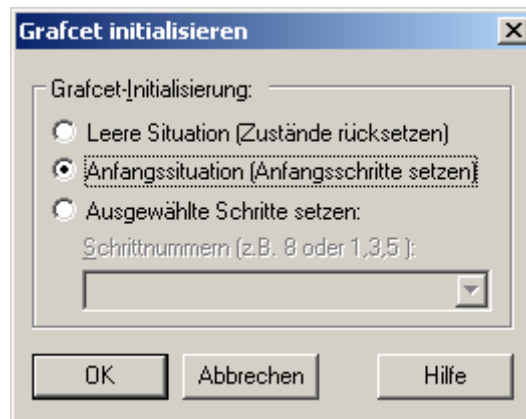 Grafcet initialisieren
Grafcet-Initialisierung:
Leere Situation (Zustände rücksetzen)
Anfangssituation (Anfangsschritte setzen)
Ausgewählte Schritte setzen:
Schrittnummern (z.B. 8 oder 1,3,5 ):
OK Abbrechen Hilfe